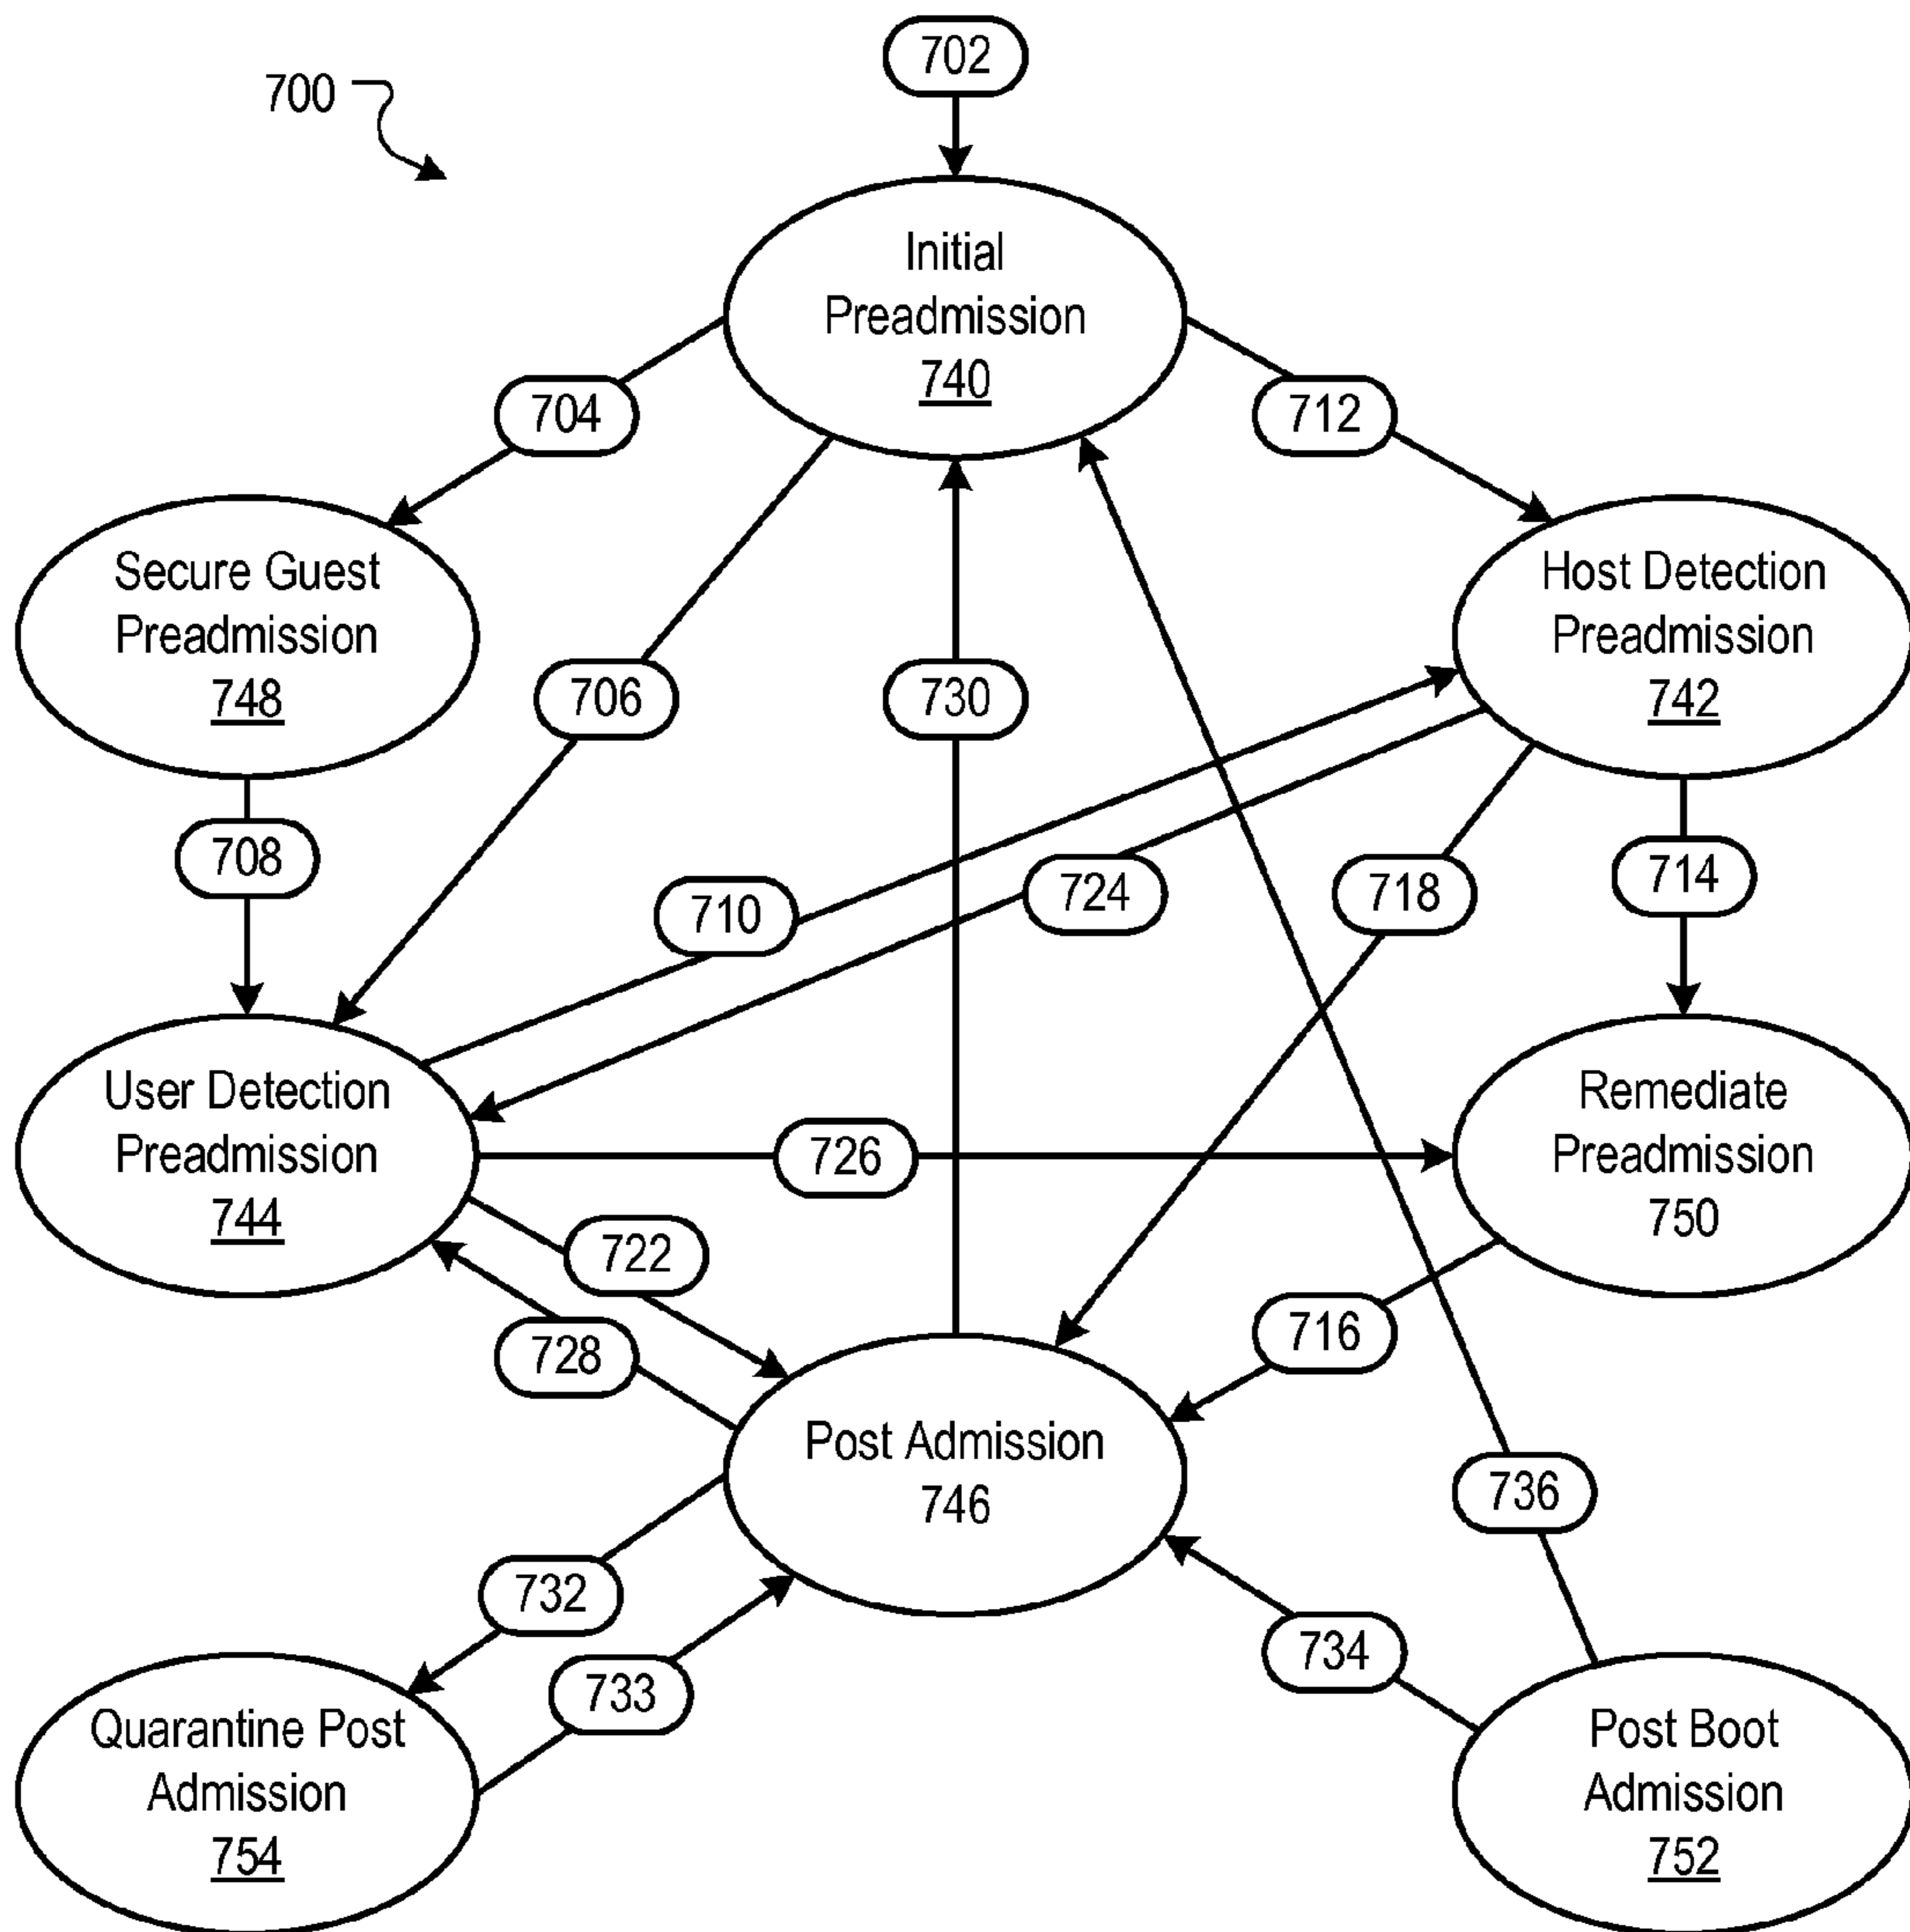 702
700
Initial
Preadmission
740
704
712
Secure Guest
Preadmission
748
Host Detection
Preadmission
742
706
730
708
710
724
718
714
User Detection
Preadmission
744
726
Remediate
Preadmission
750
722
728
716
Post Admission
746
736
732
733
734
Quarantine Post
Admission
754
Post Boot
Admission
752